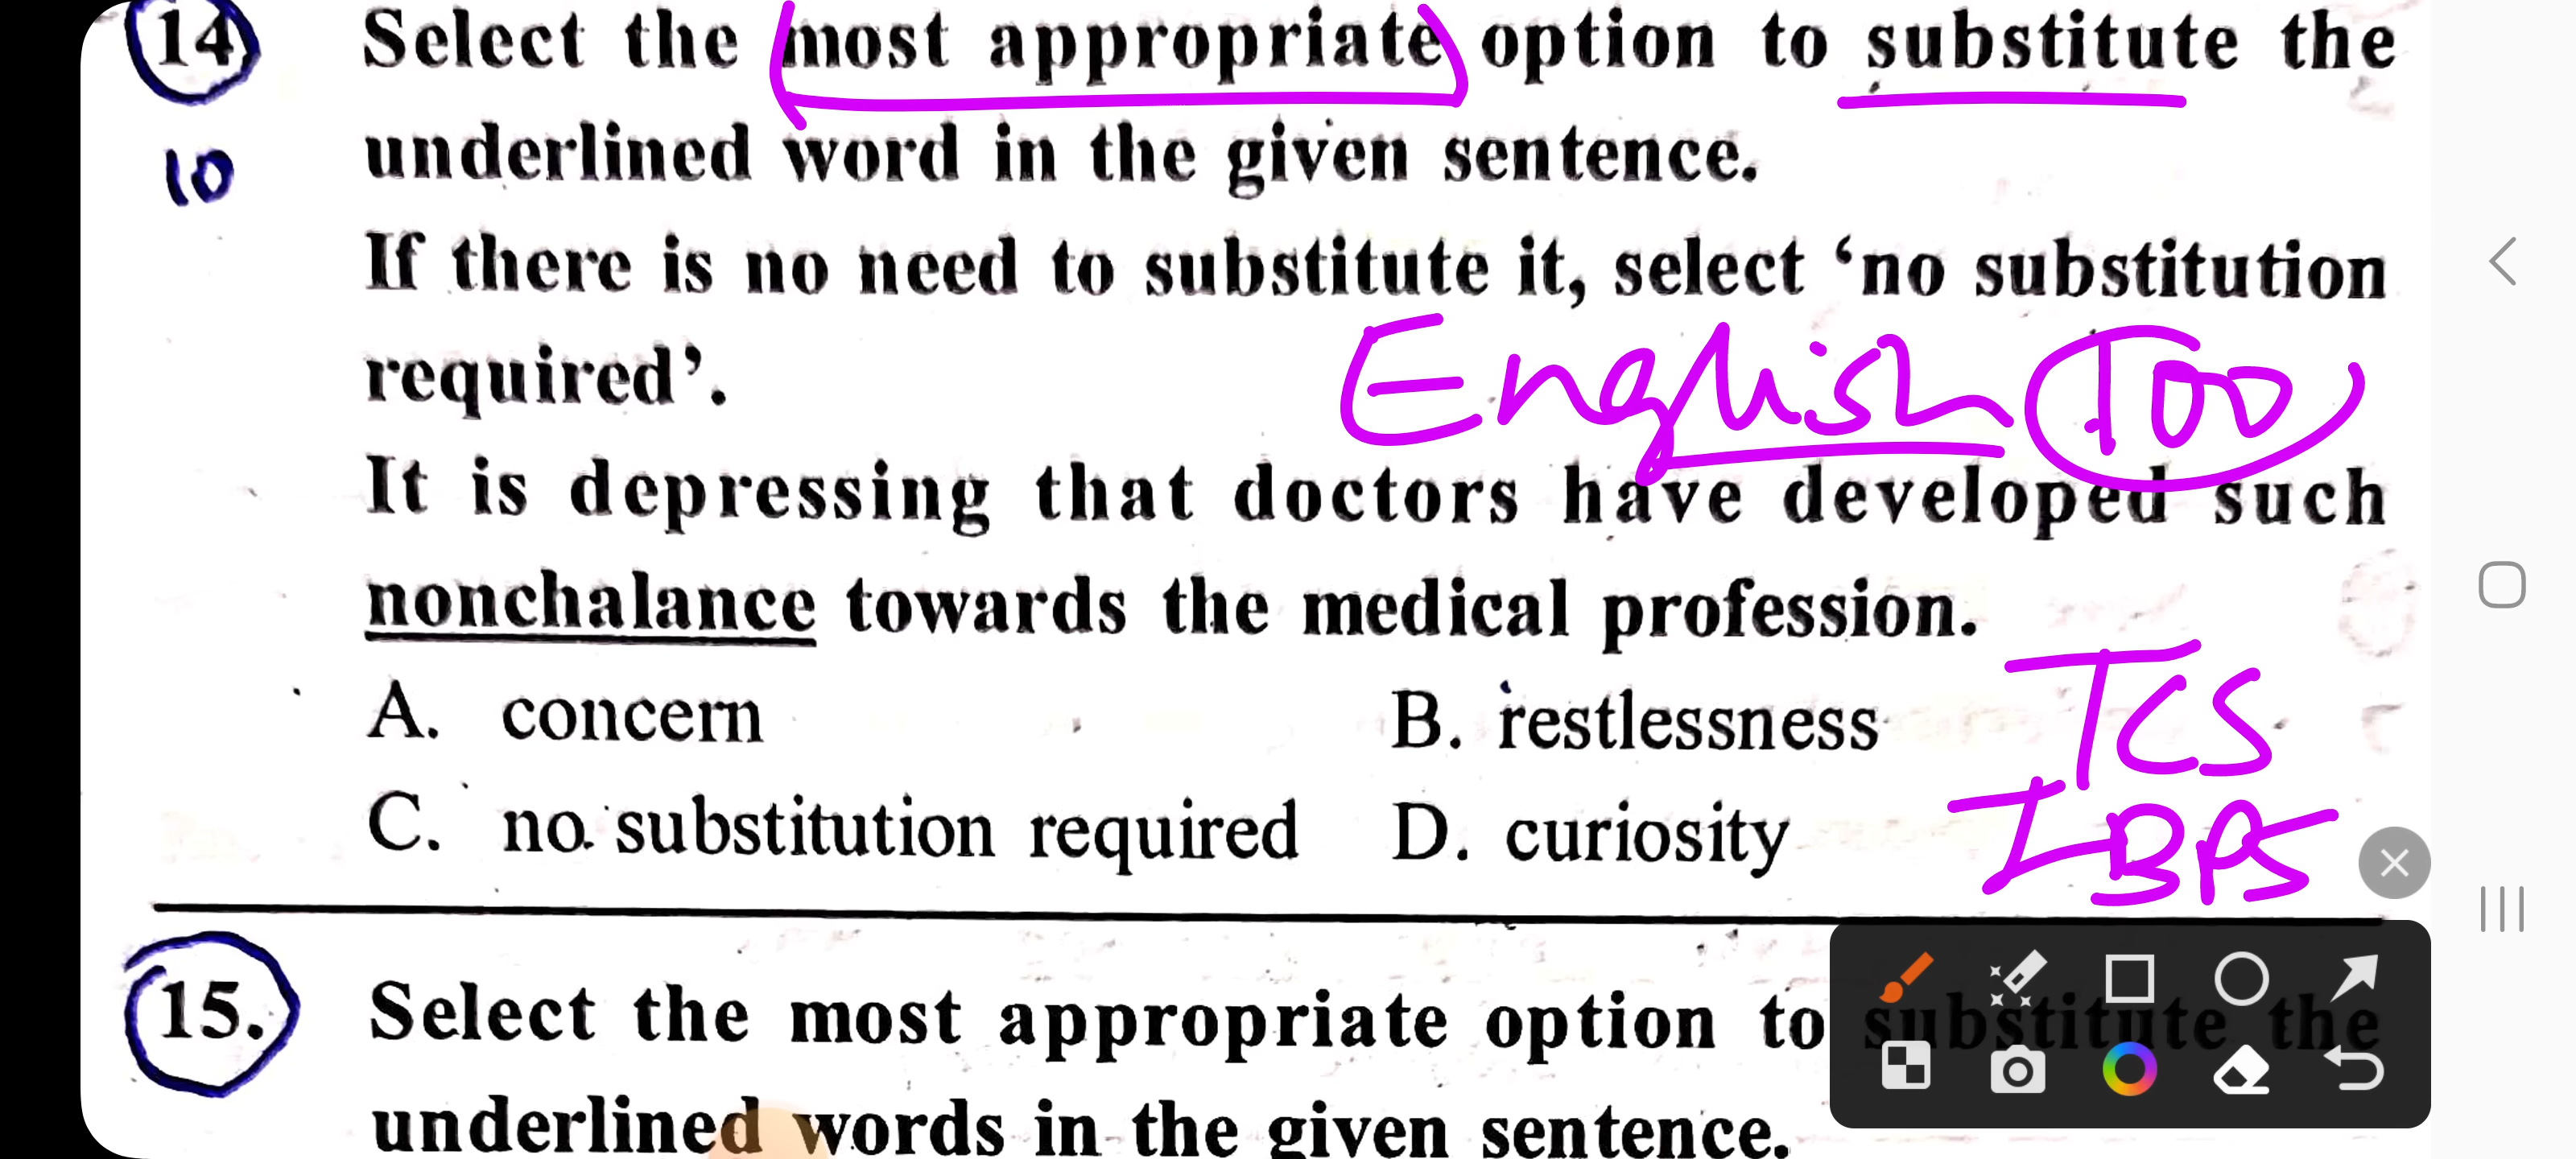 14 Select the most appropriate option to substitute the
10 underlined word in the given sentence.
If there is no need to substitute it, select ‘no substitution
required’.
English Too
It is depressing that doctors have developed such
nonchalance towards the medical profession.
A. concern B. restlessness
TCS
C. no substitution required D. curiosity
IBPS
15. Select the most appropriate option to substitute the
underlined words in the given sentence.